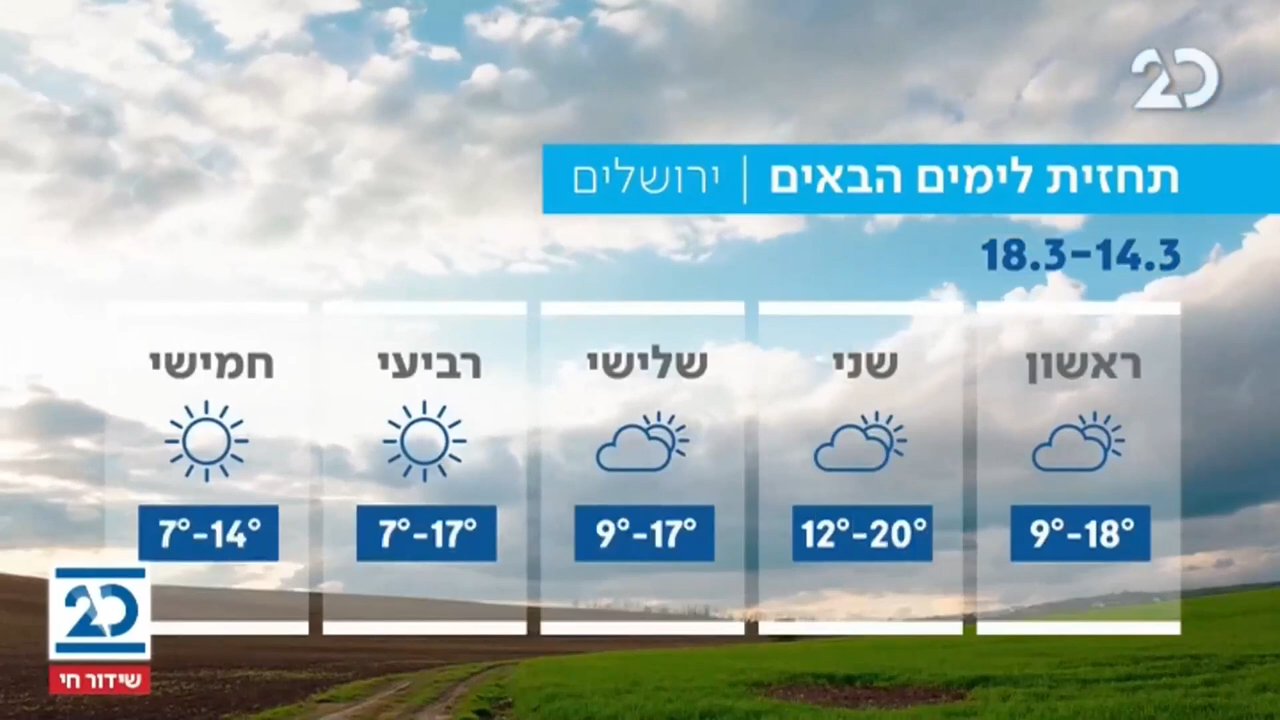 20
תחזית לימים הבאים | ירושלים
18.3-14.3
ראשון
9°-18°
שני
12°-20°
שלישי
9°-17°
רביעי
7°-17°
חמישי
7°-14°
20
שידור חי